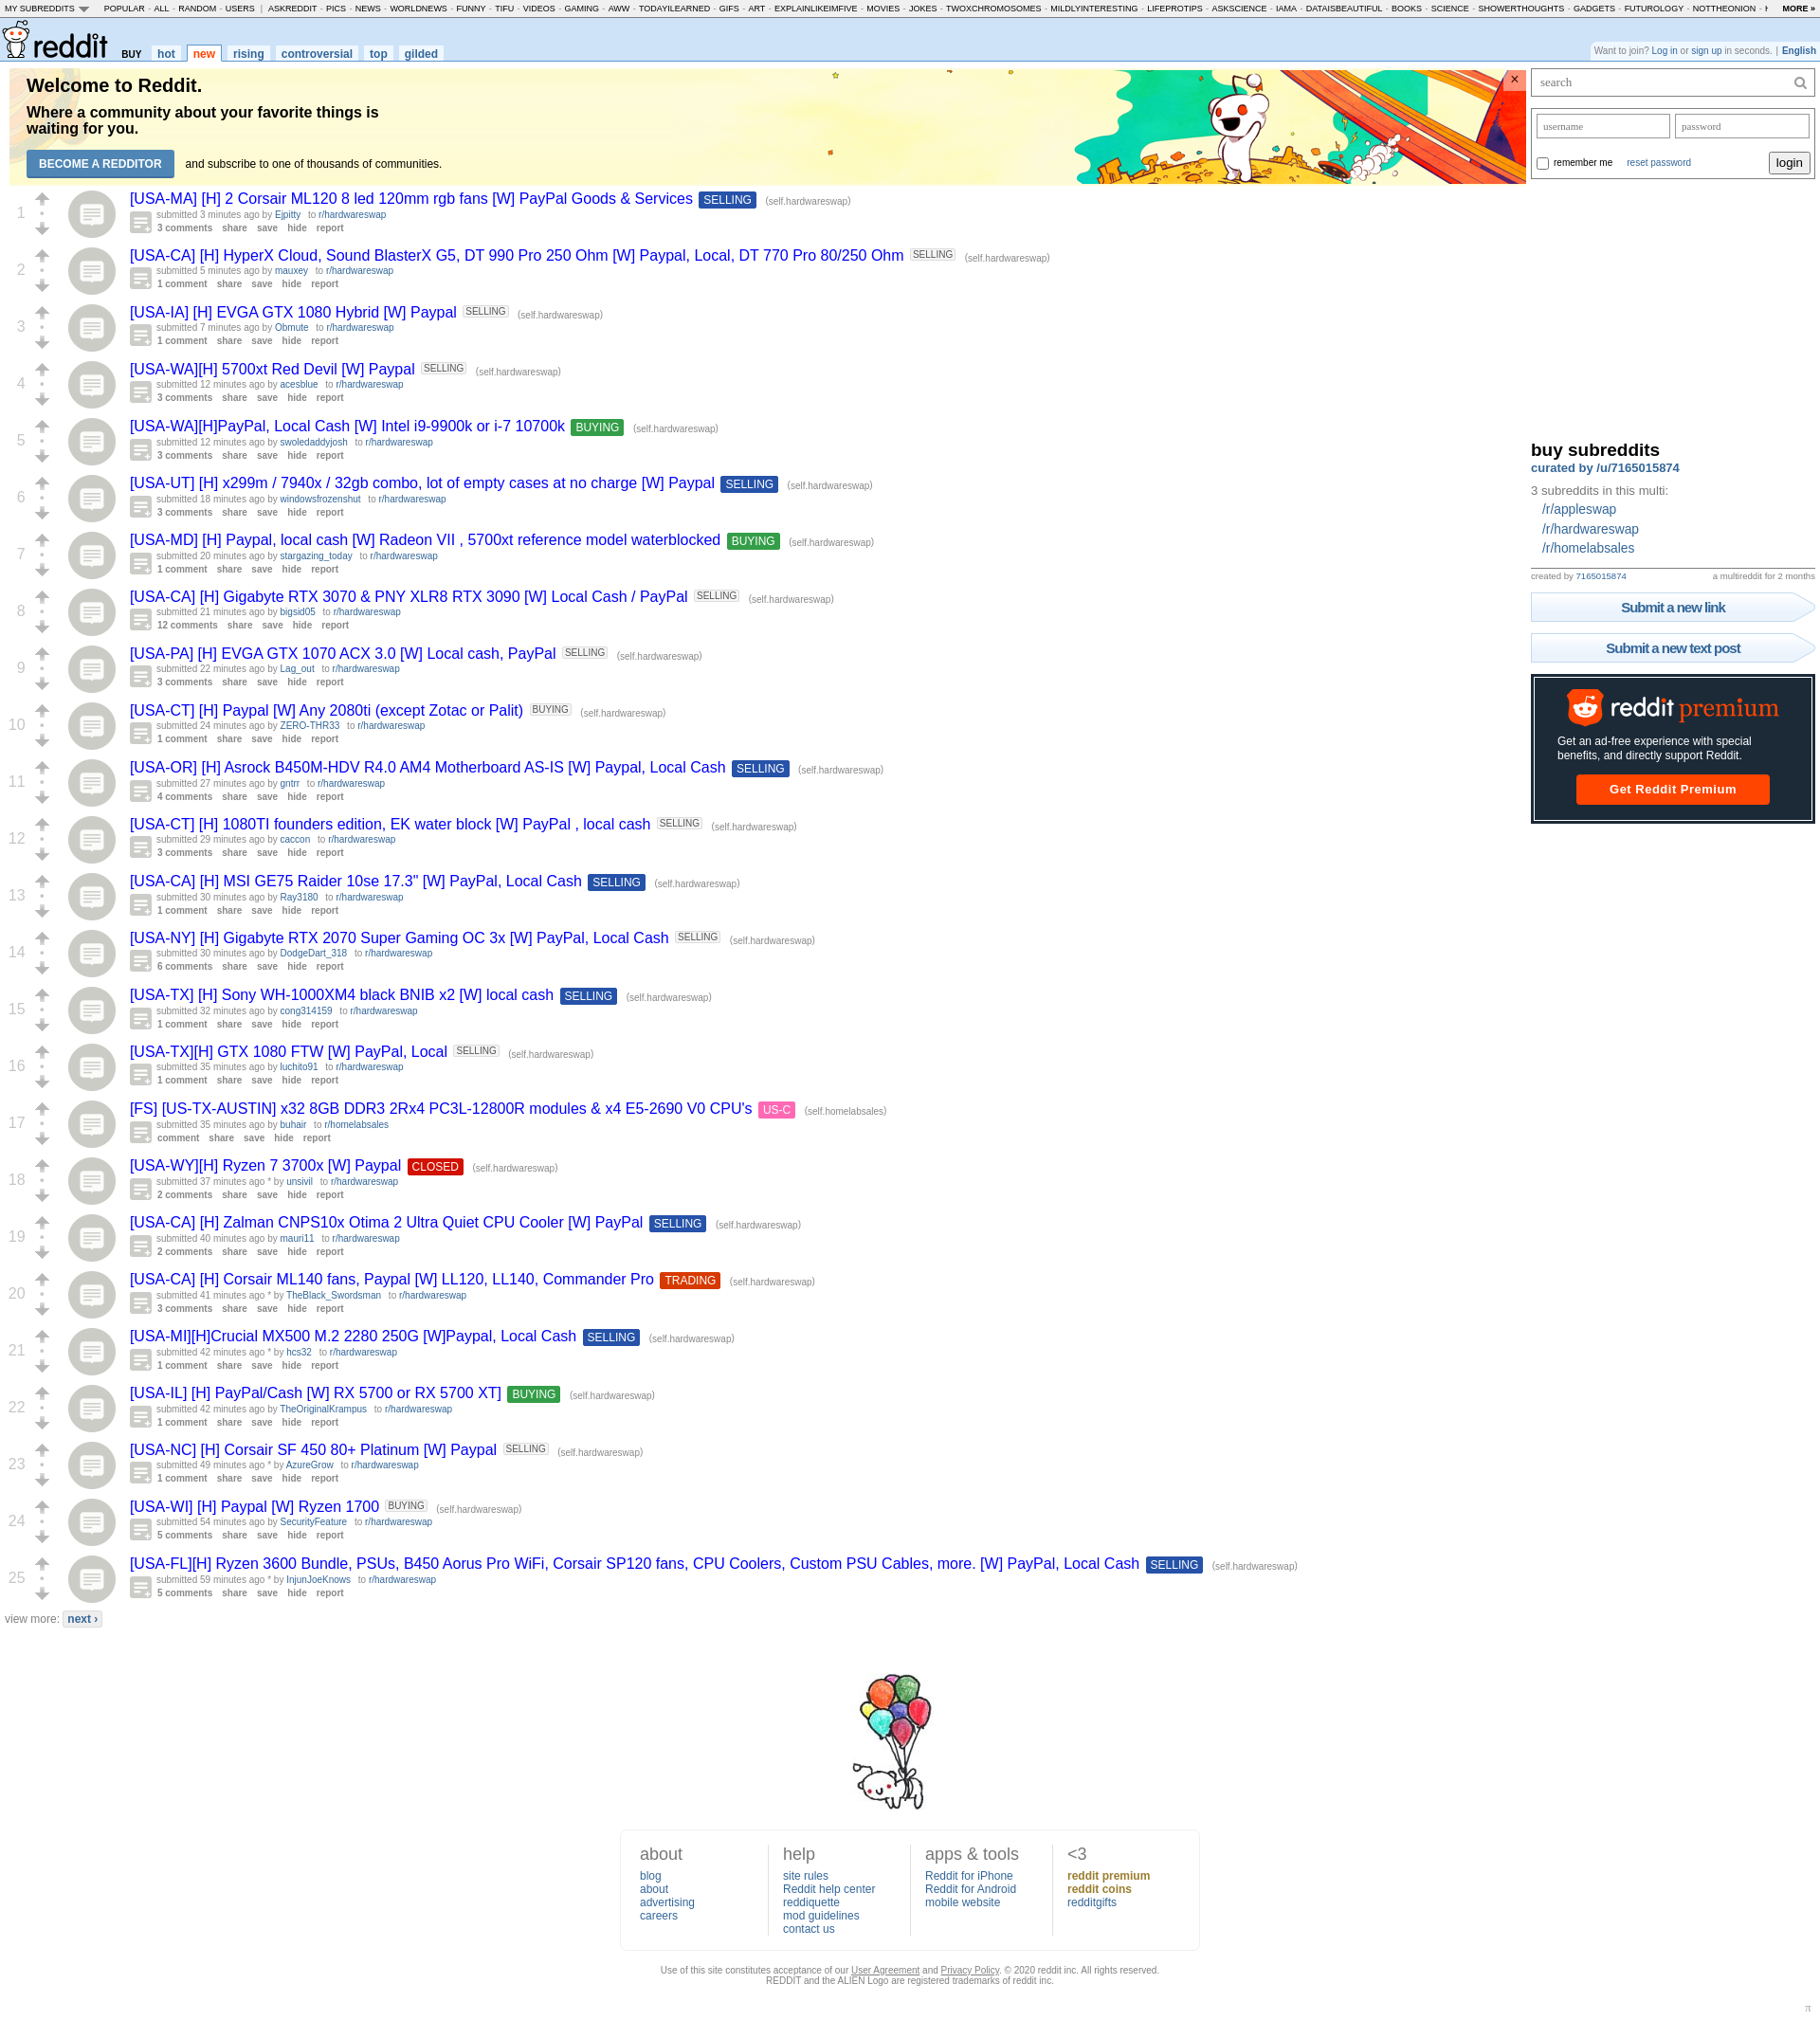 MY SUBREDDITS POPULAR - ALL - RANDOM - USERS | ASKREDDIT - PICS - NEWS - WORLDNEWS - FUNNY - TIFU - VIDEOS - GAMING - AWW - TODAYILEARNED - GIFS - ART - EXPLAINLIKEIMFIVE - MOVIES - JOKES - TWOXCHROMOSOMES - MILDLYINTERESTING - LIFEPROTIPS - ASKSCIENCE - IAMA - DATAISBEAUTIFUL - BOOKS - SCIENCE - SHOWERTHOUGHTS - GADGETS - FUTUROLOGY - NOTTHEONION - MORE »
reddit BUY hot new rising controversial top gilded
Want to join? Log in or sign up in seconds. | English
Welcome to Reddit.
Where a community about your favorite things is
waiting for you.
BECOME A REDDITOR and subscribe to one of thousands of communities.
×
search
username password
remember me reset password login
1 [USA-MA] [H] 2 Corsair ML120 8 led 120mm rgb fans [W] PayPal Goods & Services SELLING (self.hardwareswap)
submitted 3 minutes ago by Ejpitty to r/hardwareswap
3 comments share save hide report
2 [USA-CA] [H] HyperX Cloud, Sound BlasterX G5, DT 990 Pro 250 Ohm [W] Paypal, Local, DT 770 Pro 80/250 Ohm SELLING (self.hardwareswap)
submitted 5 minutes ago by mauxey to r/hardwareswap
1 comment share save hide report
3 [USA-IA] [H] EVGA GTX 1080 Hybrid [W] Paypal SELLING (self.hardwareswap)
submitted 7 minutes ago by Obmute to r/hardwareswap
1 comment share save hide report
4 [USA-WA][H] 5700xt Red Devil [W] Paypal SELLING (self.hardwareswap)
submitted 12 minutes ago by acesblue to r/hardwareswap
3 comments share save hide report
5 [USA-WA][H]PayPal, Local Cash [W] Intel i9-9900k or i-7 10700k BUYING (self.hardwareswap)
submitted 12 minutes ago by swoledaddyjosh to r/hardwareswap
3 comments share save hide report
6 [USA-UT] [H] x299m / 7940x / 32gb combo, lot of empty cases at no charge [W] Paypal SELLING (self.hardwareswap)
submitted 18 minutes ago by windowsfrozenshut to r/hardwareswap
3 comments share save hide report
7 [USA-MD] [H] Paypal, local cash [W] Radeon VII , 5700xt reference model waterblocked BUYING (self.hardwareswap)
submitted 20 minutes ago by stargazing_today to r/hardwareswap
1 comment share save hide report
8 [USA-CA] [H] Gigabyte RTX 3070 & PNY XLR8 RTX 3090 [W] Local Cash / PayPal SELLING (self.hardwareswap)
submitted 21 minutes ago by bigsid05 to r/hardwareswap
12 comments share save hide report
9 [USA-PA] [H] EVGA GTX 1070 ACX 3.0 [W] Local cash, PayPal SELLING (self.hardwareswap)
submitted 22 minutes ago by Lag_out to r/hardwareswap
3 comments share save hide report
10 [USA-CT] [H] Paypal [W] Any 2080ti (except Zotac or Palit) BUYING (self.hardwareswap)
submitted 24 minutes ago by ZERO-THR33 to r/hardwareswap
1 comment share save hide report
11 [USA-OR] [H] Asrock B450M-HDV R4.0 AM4 Motherboard AS-IS [W] Paypal, Local Cash SELLING (self.hardwareswap)
submitted 27 minutes ago by gntrr to r/hardwareswap
4 comments share save hide report
12 [USA-CT] [H] 1080TI founders edition, EK water block [W] PayPal , local cash SELLING (self.hardwareswap)
submitted 29 minutes ago by caccon to r/hardwareswap
3 comments share save hide report
13 [USA-CA] [H] MSI GE75 Raider 10se 17.3" [W] PayPal, Local Cash SELLING (self.hardwareswap)
submitted 30 minutes ago by Ray3180 to r/hardwareswap
1 comment share save hide report
14 [USA-NY] [H] Gigabyte RTX 2070 Super Gaming OC 3x [W] PayPal, Local Cash SELLING (self.hardwareswap)
submitted 30 minutes ago by DodgeDart_318 to r/hardwareswap
6 comments share save hide report
15 [USA-TX] [H] Sony WH-1000XM4 black BNIB x2 [W] local cash SELLING (self.hardwareswap)
submitted 32 minutes ago by cong314159 to r/hardwareswap
1 comment share save hide report
16 [USA-TX][H] GTX 1080 FTW [W] PayPal, Local SELLING (self.hardwareswap)
submitted 35 minutes ago by luchito91 to r/hardwareswap
1 comment share save hide report
17 [FS] [US-TX-AUSTIN] x32 8GB DDR3 2Rx4 PC3L-12800R modules & x4 E5-2690 V0 CPU's US-C (self.homelabsales)
submitted 35 minutes ago by buhair to r/homelabsales
comment share save hide report
18 [USA-WY][H] Ryzen 7 3700x [W] Paypal CLOSED (self.hardwareswap)
submitted 37 minutes ago * by unsivil to r/hardwareswap
2 comments share save hide report
19 [USA-CA] [H] Zalman CNPS10x Otima 2 Ultra Quiet CPU Cooler [W] PayPal SELLING (self.hardwareswap)
submitted 40 minutes ago by mauri11 to r/hardwareswap
2 comments share save hide report
20 [USA-CA] [H] Corsair ML140 fans, Paypal [W] LL120, LL140, Commander Pro TRADING (self.hardwareswap)
submitted 41 minutes ago * by TheBlack_Swordsman to r/hardwareswap
3 comments share save hide report
21 [USA-MI][H]Crucial MX500 M.2 2280 250G [W]Paypal, Local Cash SELLING (self.hardwareswap)
submitted 42 minutes ago * by hcs32 to r/hardwareswap
1 comment share save hide report
22 [USA-IL] [H] PayPal/Cash [W] RX 5700 or RX 5700 XT] BUYING (self.hardwareswap)
submitted 42 minutes ago by TheOriginalKrampus to r/hardwareswap
1 comment share save hide report
23 [USA-NC] [H] Corsair SF 450 80+ Platinum [W] Paypal SELLING (self.hardwareswap)
submitted 49 minutes ago * by AzureGrow to r/hardwareswap
1 comment share save hide report
24 [USA-WI] [H] Paypal [W] Ryzen 1700 BUYING (self.hardwareswap)
submitted 54 minutes ago by SecurityFeature to r/hardwareswap
5 comments share save hide report
25 [USA-FL][H] Ryzen 3600 Bundle, PSUs, B450 Aorus Pro WiFi, Corsair SP120 fans, CPU Coolers, Custom PSU Cables, more. [W] PayPal, Local Cash SELLING (self.hardwareswap)
submitted 59 minutes ago * by InjunJoeKnows to r/hardwareswap
5 comments share save hide report
view more: next ›
buy subreddits
curated by /u/7165015874
3 subreddits in this multi:
/r/appleswap
/r/hardwareswap
/r/homelabsales
created by 7165015874 a multireddit for 2 months
Submit a new link
Submit a new text post
reddit premium
Get an ad-free experience with special
benefits, and directly support Reddit.
Get Reddit Premium
about
blog
about
advertising
careers
help
site rules
Reddit help center
reddiquette
mod guidelines
contact us
apps & tools
Reddit for iPhone
Reddit for Android
mobile website
<3
reddit premium
reddit coins
redditgifts
Use of this site constitutes acceptance of our User Agreement and Privacy Policy. © 2020 reddit inc. All rights reserved.
REDDIT and the ALIEN Logo are registered trademarks of reddit inc.
π